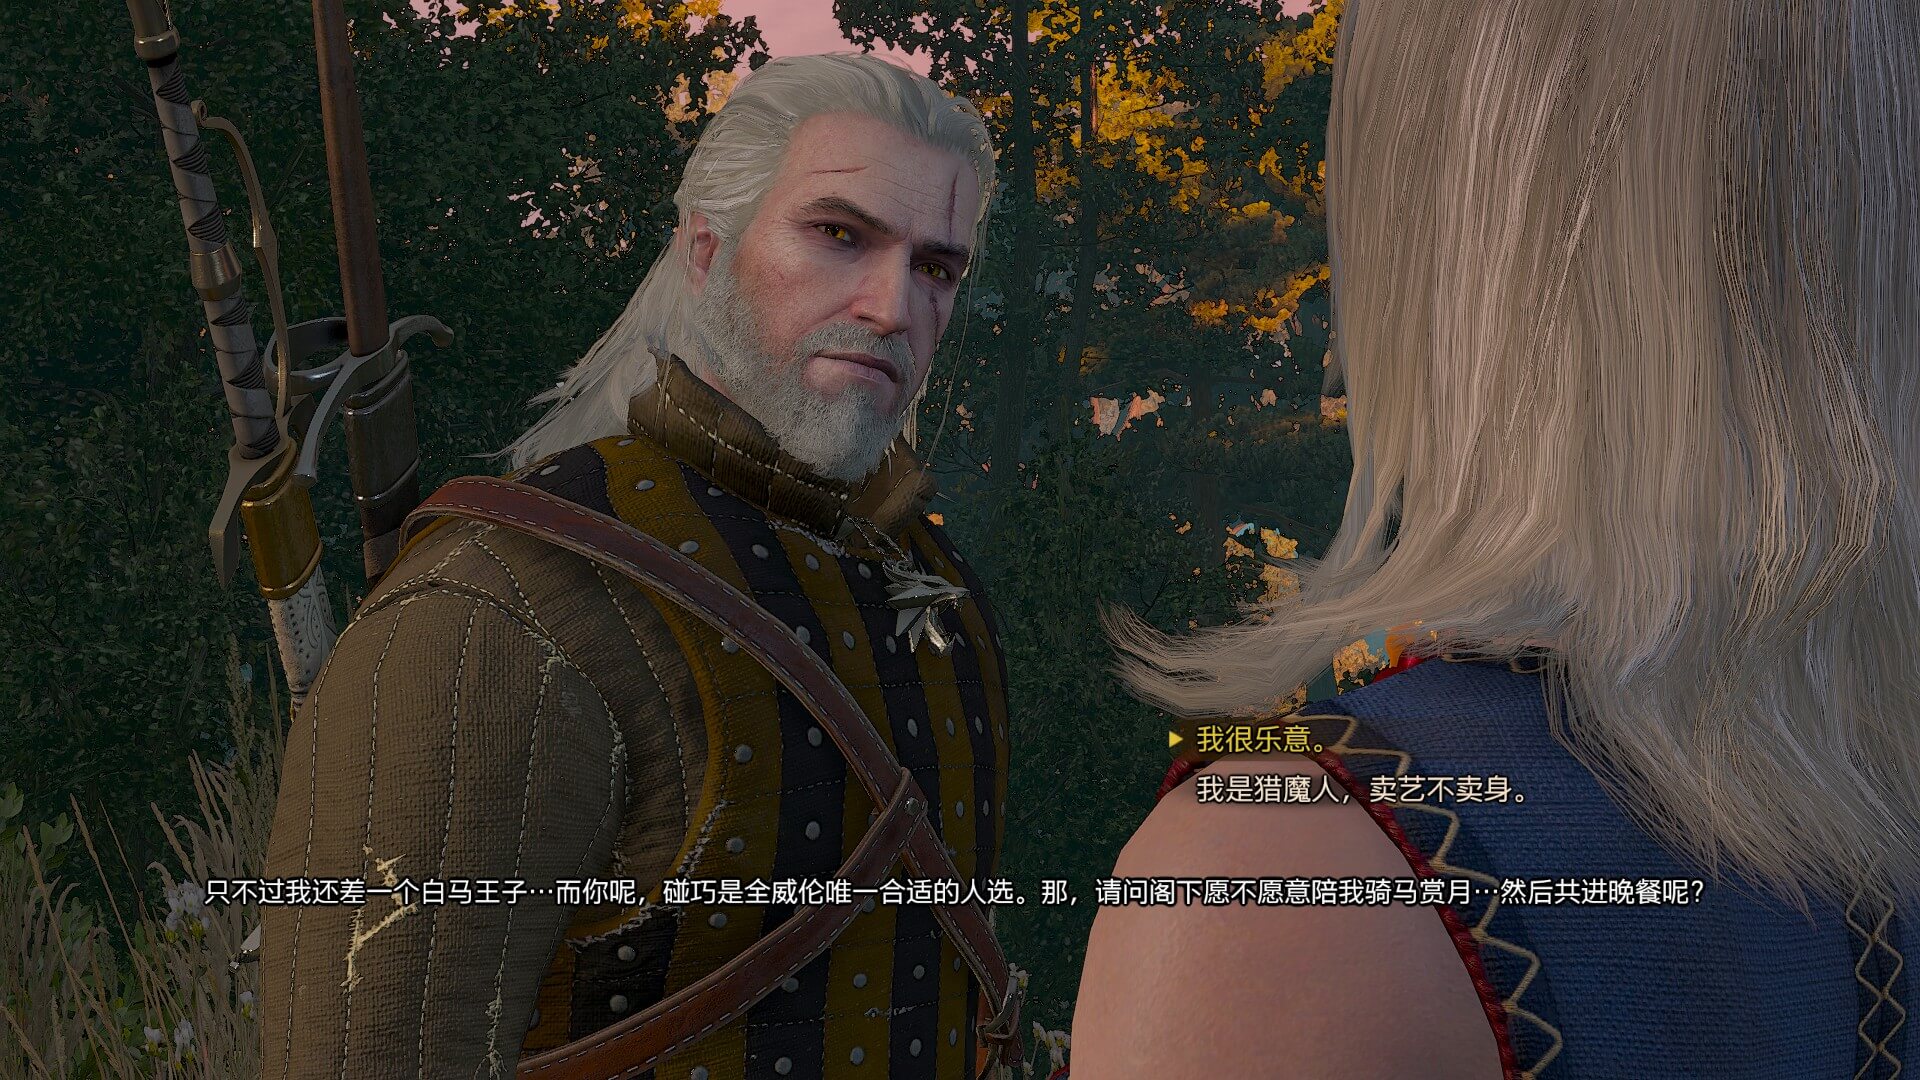 我很乐意。
我是猎魔人，卖艺不卖身。
只不过我还差一个白马王子…而你呢，碰巧是全威伦唯一合适的人选。那，请问阁下愿不愿意陪我骑马赏月…然后共进晚餐呢？